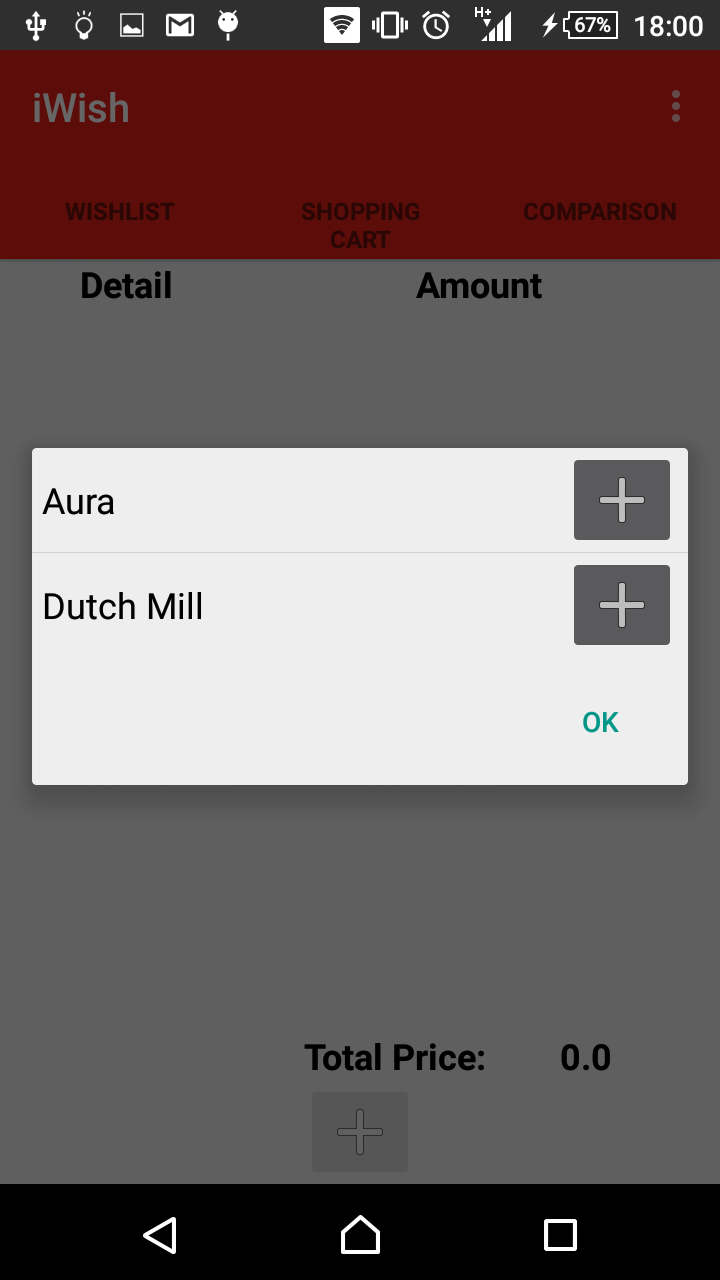 H+
67%
18:00
iWish
WISHLIST
SHOPPING
CART
COMPARISON
Detail
Amount
Aura
Dutch Mill
OK
Total Price:
0.0